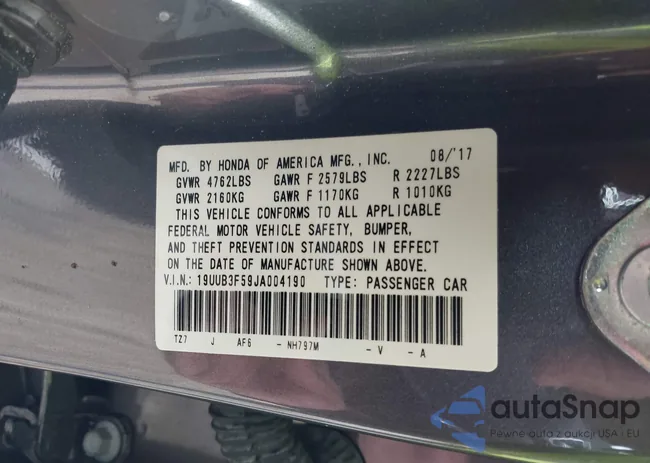 MFD. BY HONDA OF AMERICA MFG., INC. 08/'17
GVWR 4762LBS GAWR F 2579LBS R 2227LBS
GVWR 2160KG GAWR F 1170KG R 1010KG
THIS VEHICLE CONFORMS TO ALL APPLICABLE
FEDERAL MOTOR VEHICLE SAFETY, BUMPER,
AND THEFT PREVENTION STANDARDS IN EFFECT
ON THE DATE OF MANUFACTURE SHOWN ABOVE.
V.I.N.: 19UUB3F59JA004190 TYPE: PASSENGER CAR
T27 J AF6 - NH797M - V - A
autaSnap
Pewne auta z aukcji USA - EU